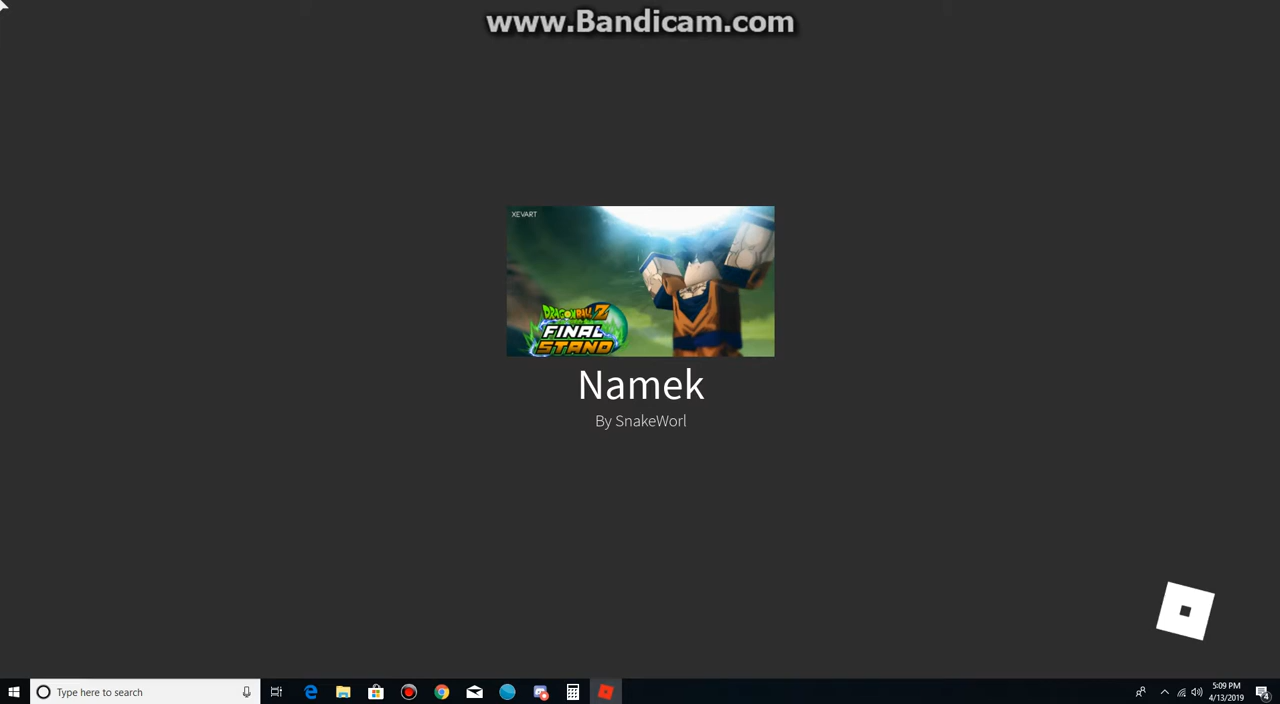 www.Bandicam.com
XEVART
DRAGON BALL Z
FINAL
STAND
Namek
By SnakeWorl
Type here to search
5:09 PM
4/13/2019
4